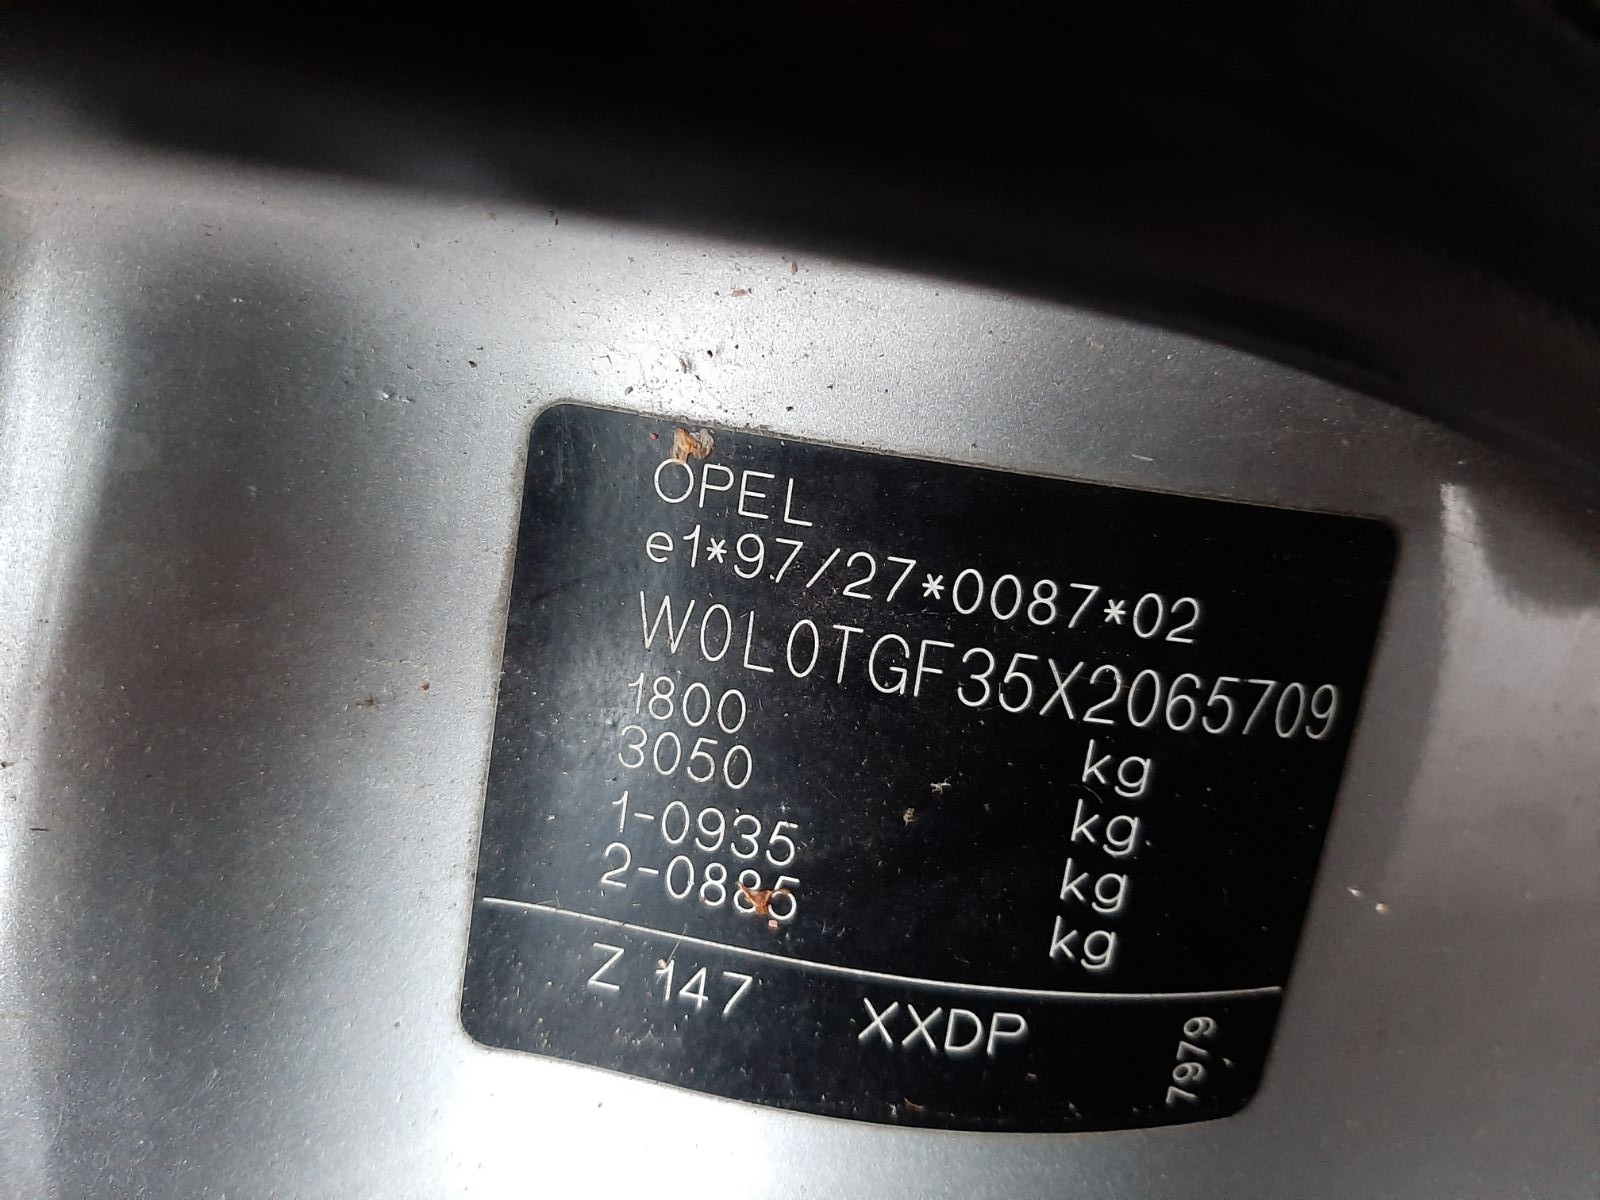 OPEL
e1*97/27*0087*02
W0L0TGF35X2065709
1800 kg
3050 kg
1-0935 kg
2-0885 kg
Z 147 XXDP
7979